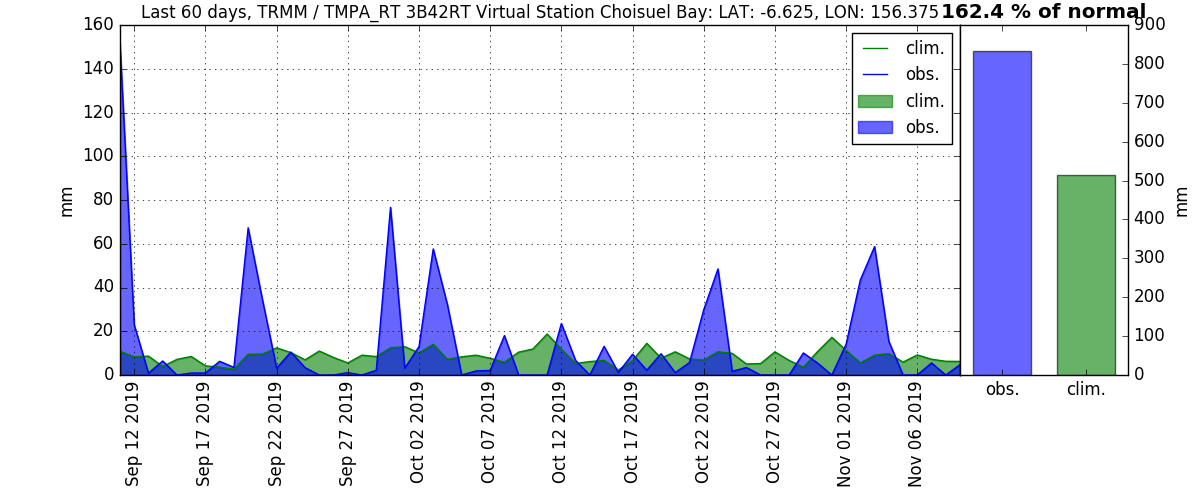 Last 60 days, TRMM / TMPA_RT 3B42RT Virtual Station Choisuel Bay: LAT: -6.625, LON: 156.375
162.4 % of normal
160
140
120
100
80
60
40
20
0
mm
clim.
obs.
clim.
obs.
Sep 12 2019
Sep 17 2019
Sep 22 2019
Sep 27 2019
Oct 02 2019
Oct 07 2019
Oct 12 2019
Oct 17 2019
Oct 22 2019
Oct 27 2019
Nov 01 2019
Nov 06 2019
900
800
700
600
500
400
300
200
100
0
mm
obs.
clim.